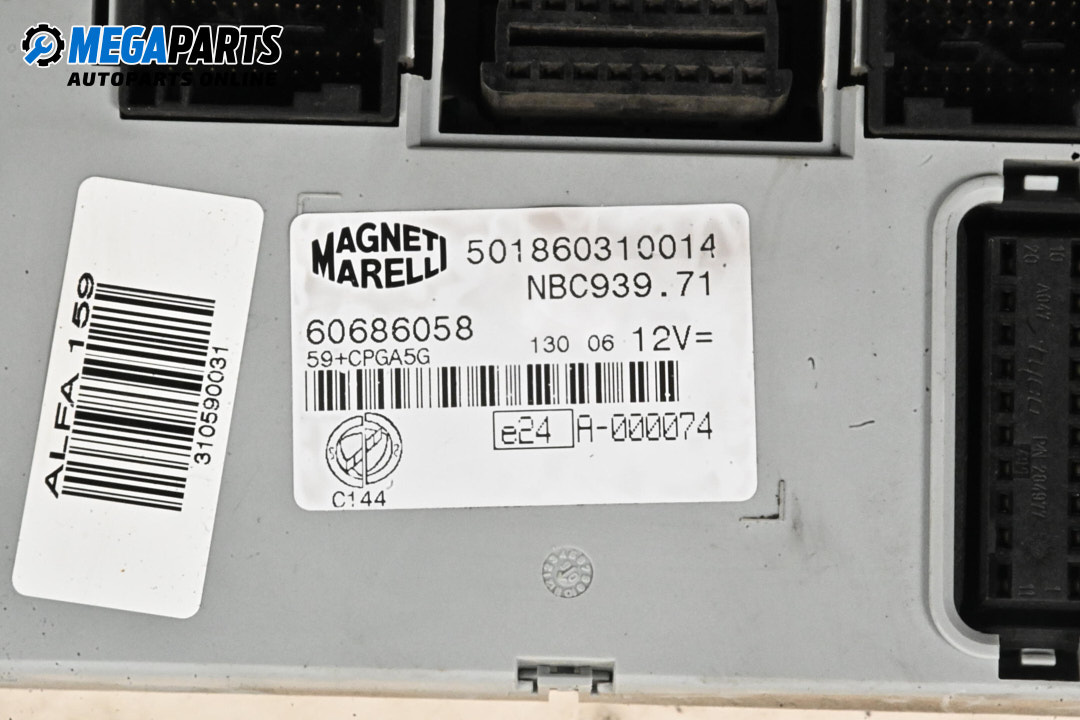 MEGAPARTS
AUTOPARTS ONLINE
ALFA 159
310590031
MAGNETI
MARELLI
501860310014
NBC939.71
60686058
59+CPGA5G
130 06 12V=
e24 A-000074
C144